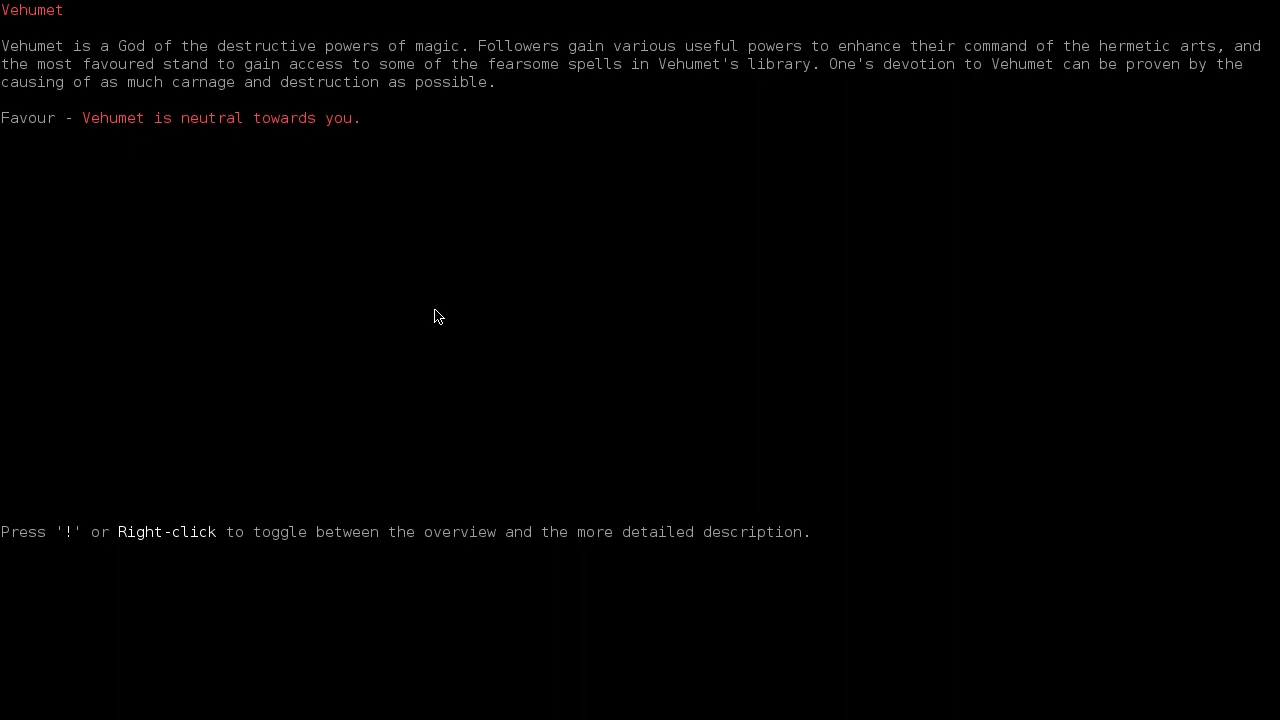 Vehumet
Vehumet is a God of the destructive powers of magic. Followers gain various useful powers to enhance their command of the hermetic arts, and
the most favoured stand to gain access to some of the fearsome spells in Vehumet's library. One's devotion to Vehumet can be proven by the
causing of as much carnage and destruction as possible.
Favour - Vehumet is neutral towards you.
Press '!' or Right-click to toggle between the overview and the more detailed description.